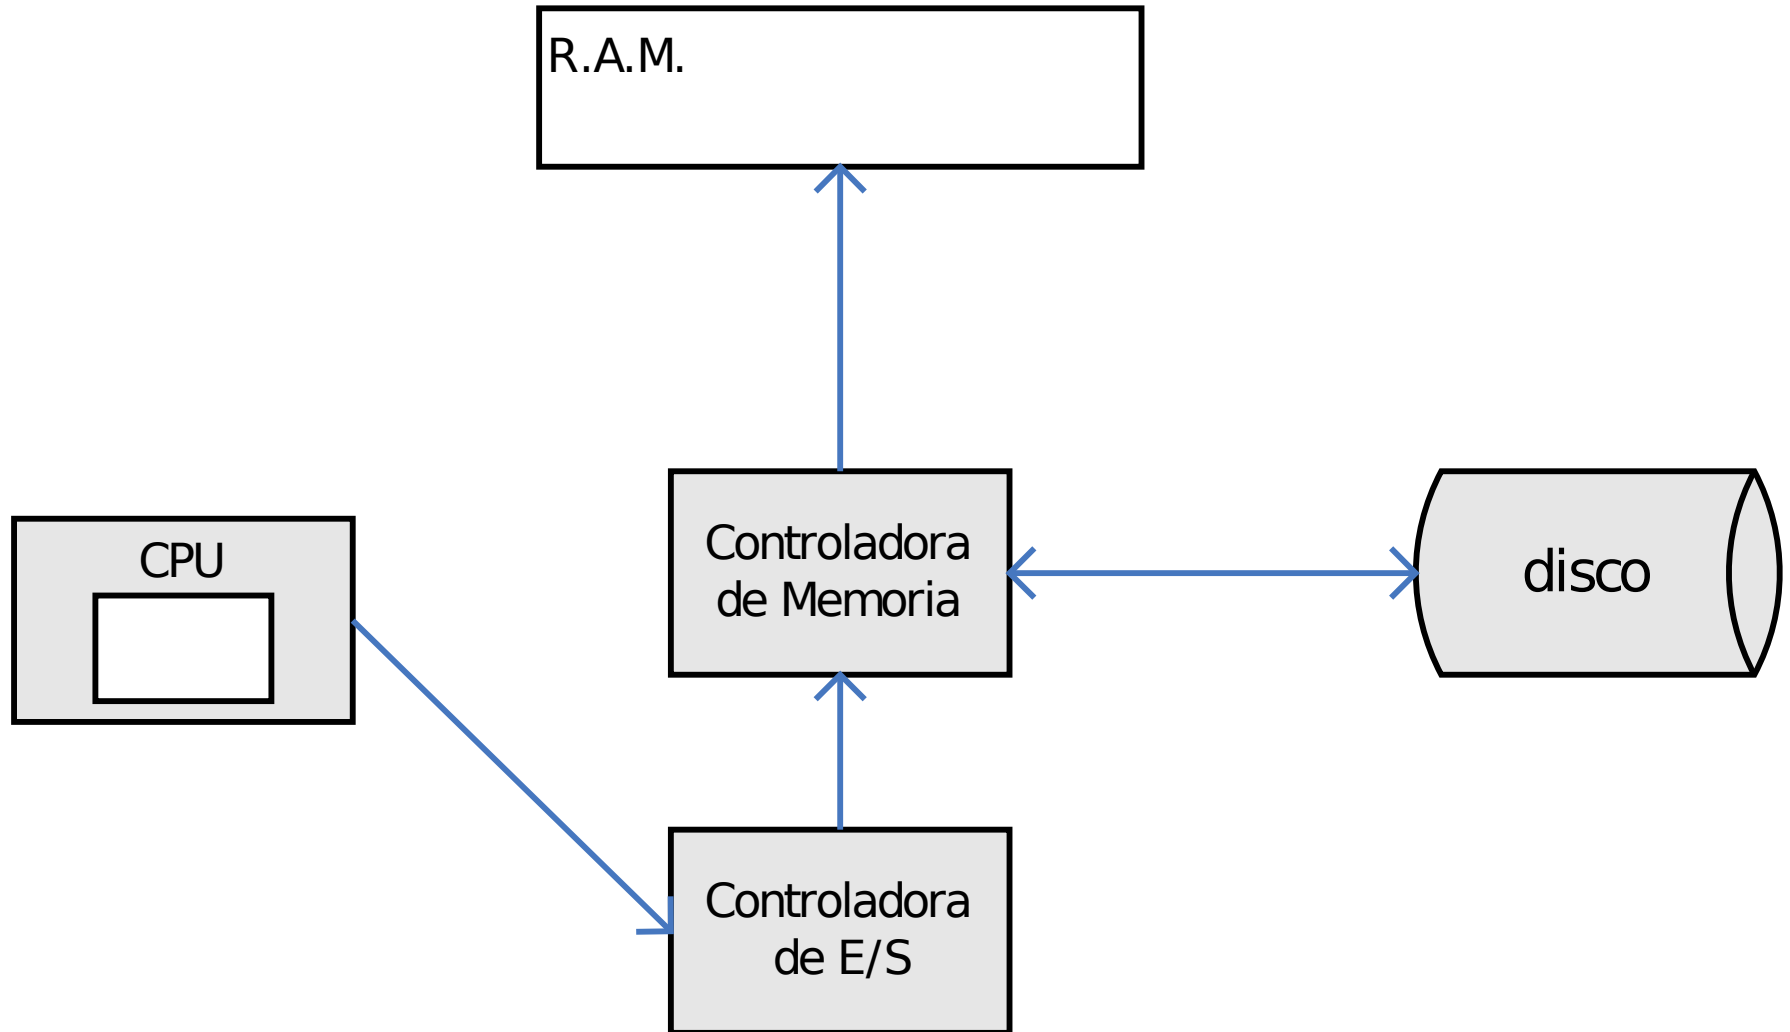 R.A.M.
CPU
Controladora
de Memoria
disco
Controladora
de E/S